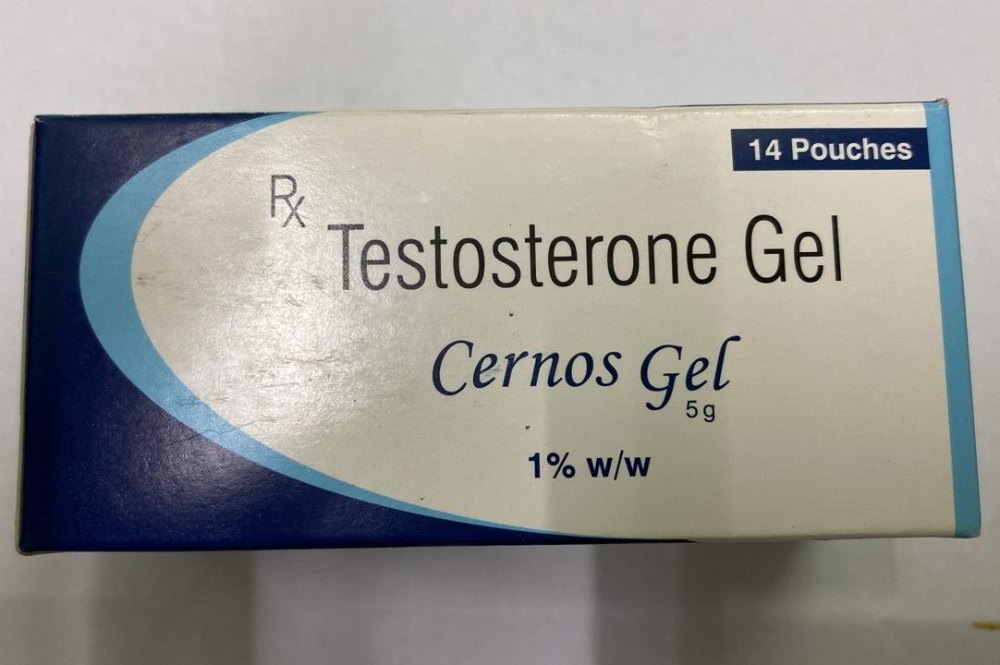 14 Pouches
Rx
Testosterone Gel
Cernos Gel
5g
1% w/w